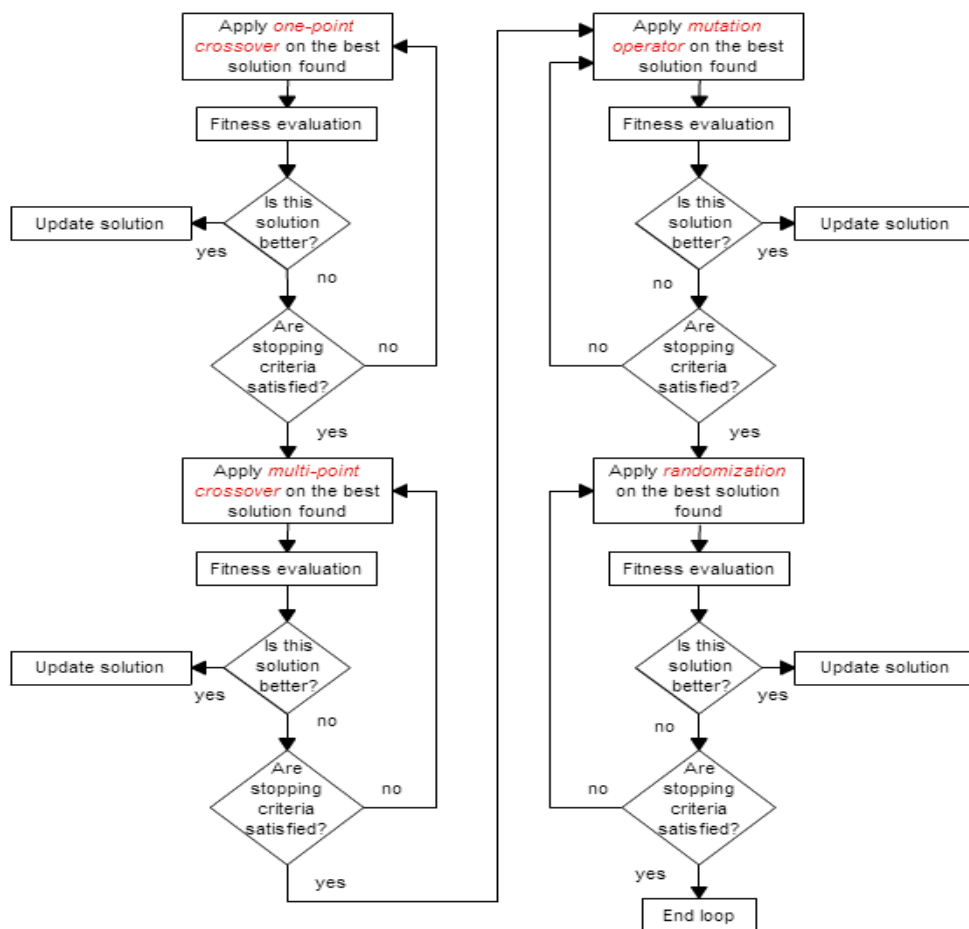 Apply one-point
crossover on the best
solution found
Fitness evaluation
Is this
solution
better?
Update solution
yes
no
Are
stopping
criteria
satisfied?
no
yes
Apply multi-point
crossover on the best
solution found
Fitness evaluation
Is this
solution
better?
Update solution
yes
no
Are
stopping
criteria
satisfied?
no
yes
Apply mutation
operator on the best
solution found
Fitness evaluation
Is this
solution
better?
Update solution
yes
no
Are
stopping
criteria
satisfied?
no
yes
Apply randomization
on the best solution
found
Fitness evaluation
Is this
solution
better?
Update solution
yes
no
Are
stopping
criteria
satisfied?
no
yes
End loop